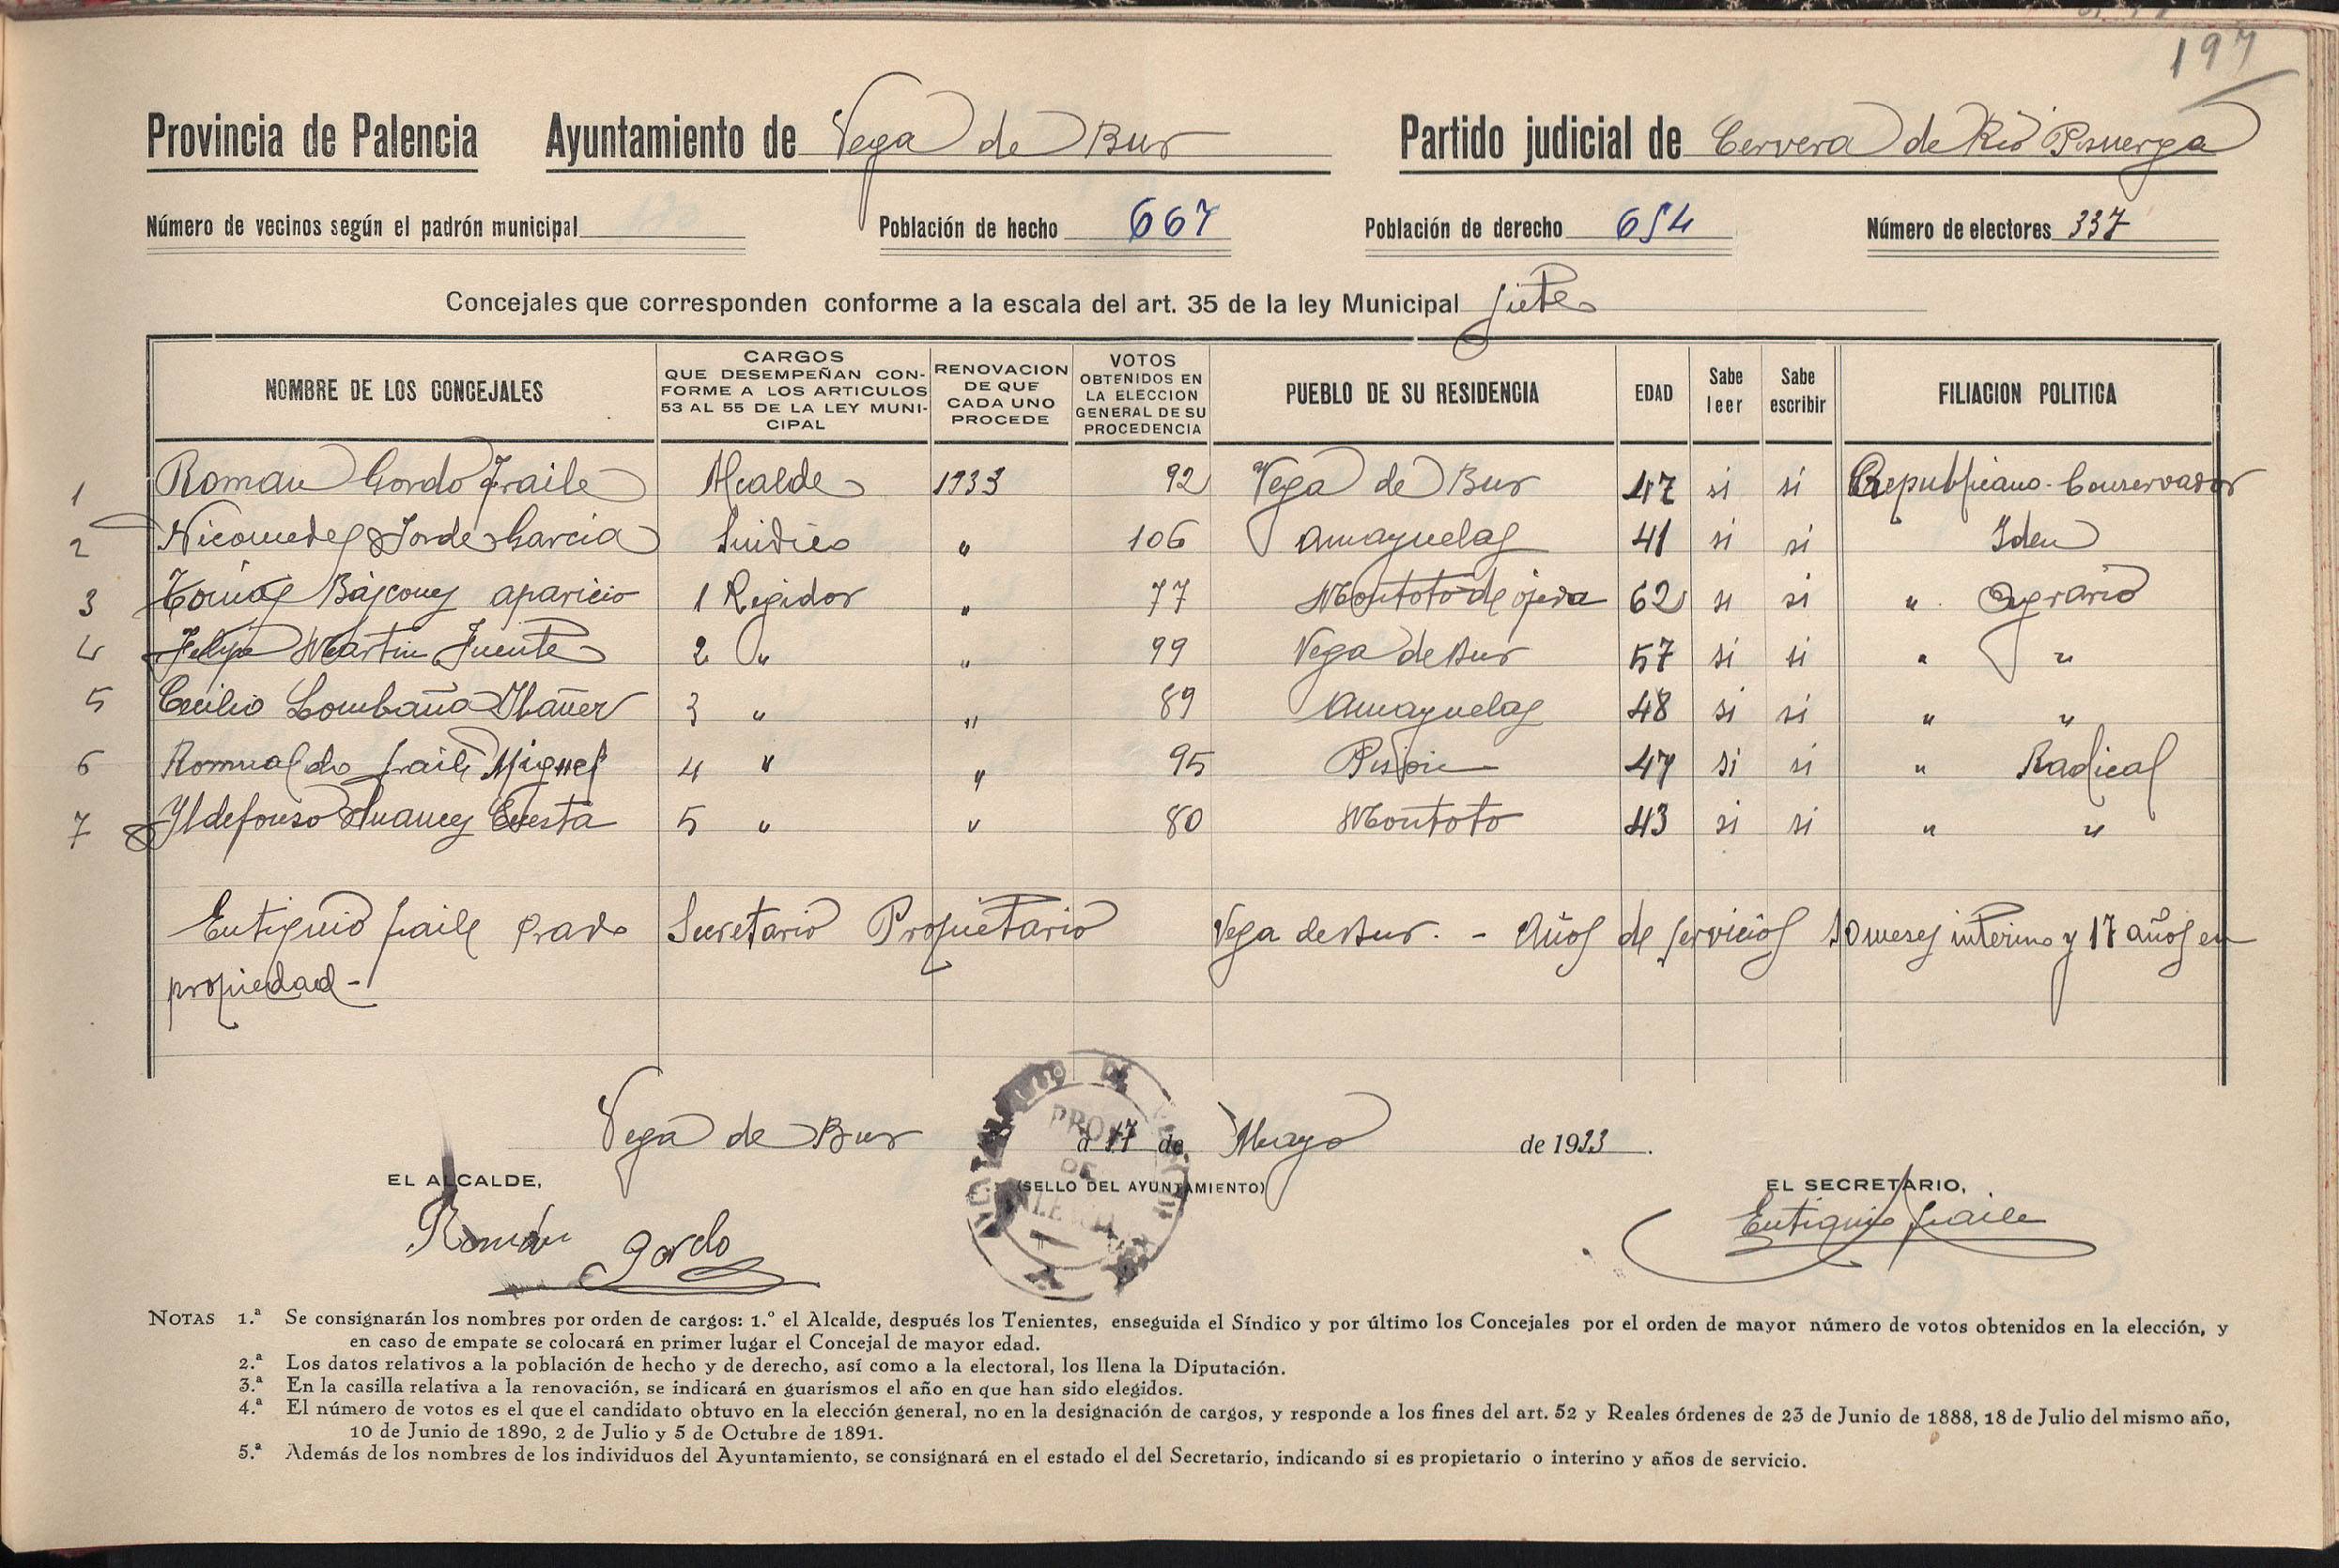 197
Provincia de Palencia Ayuntamiento de Vega de Bur Partido judicial de Cervera de Rio Pisuerga
Número de vecinos según el padrón municipal Población de hecho 667 Población de derecho 654 Número de electores 337
Concejales que corresponden conforme a la escala del art. 35 de la ley Municipal Siete
NOMBRE DE LOS CONCEJALES CARGOS QUE DESEMPEÑAN CONFORME A LOS ARTICULOS 53 AL 55 DE LA LEY MUNICIPAL RENOVACION DE QUE CADA UNO PROCEDE VOTOS OBTENIDOS EN LA ELECCION GENERAL DE SU PROCEDENCIA PUEBLO DE SU RESIDENCIA EDAD Sabe leer Sabe escribir FILIACION POLITICA
1 Roman Gordo Fraile Alcalde 1933 92 Vega de Bur 47 si si Republicano-Conservador
2 Nicomedes Jorde Garcia Sindico " 106 Amayuelas 41 si si Idem
3 Tomás Báscones aparicio 1 Regidor " 77 Montoto de ojeda 62 si si " Agrario
4 Felipe Martin Fuente 2 " " 99 Vega de Bur 57 si si " "
5 Cecilio Lombraña Ibañez 3 " " 89 Amayuelas 48 si si " "
6 Romualdo fraile Miguel 4 " " 95 Pisón 47 si si " Radical
7 Yldefonso Suances Cuesta 5 " " 80 Montoto 43 si si " "
Eutiquio fraile prado Secretario Propietario Vega de Bur. - Años de servicios 10 meses interino y 17 años en
propiedad -
Vega de Bur a 17 de Mayo de 1933.
EL ALCALDE, (SELLO DEL AYUNTAMIENTO) EL SECRETARIO,
Román Gordo Eutiquio fraile
NOTAS 1.ª Se consignarán los nombres por orden de cargos: 1.º el Alcalde, después los Tenientes, enseguida el Síndico y por último los Concejales por el orden de mayor número de votos obtenidos en la elección, y
en caso de empate se colocará en primer lugar el Concejal de mayor edad.
2.ª Los datos relativos a la población de hecho y de derecho, así como a la electoral, los llena la Diputación.
3.ª En la casilla relativa a la renovación, se indicará en guarismos el año en que han sido elegidos.
4.ª El número de votos es el que el candidato obtuvo en la elección general, no en la designación de cargos, y responde a los fines del art. 52 y Reales órdenes de 23 de Junio de 1888, 18 de Julio del mismo año,
10 de Junio de 1890, 2 de Julio y 5 de Octubre de 1891.
5.ª Además de los nombres de los individuos del Ayuntamiento, se consignará en el estado el del Secretario, indicando si es propietario o interino y años de servicio.